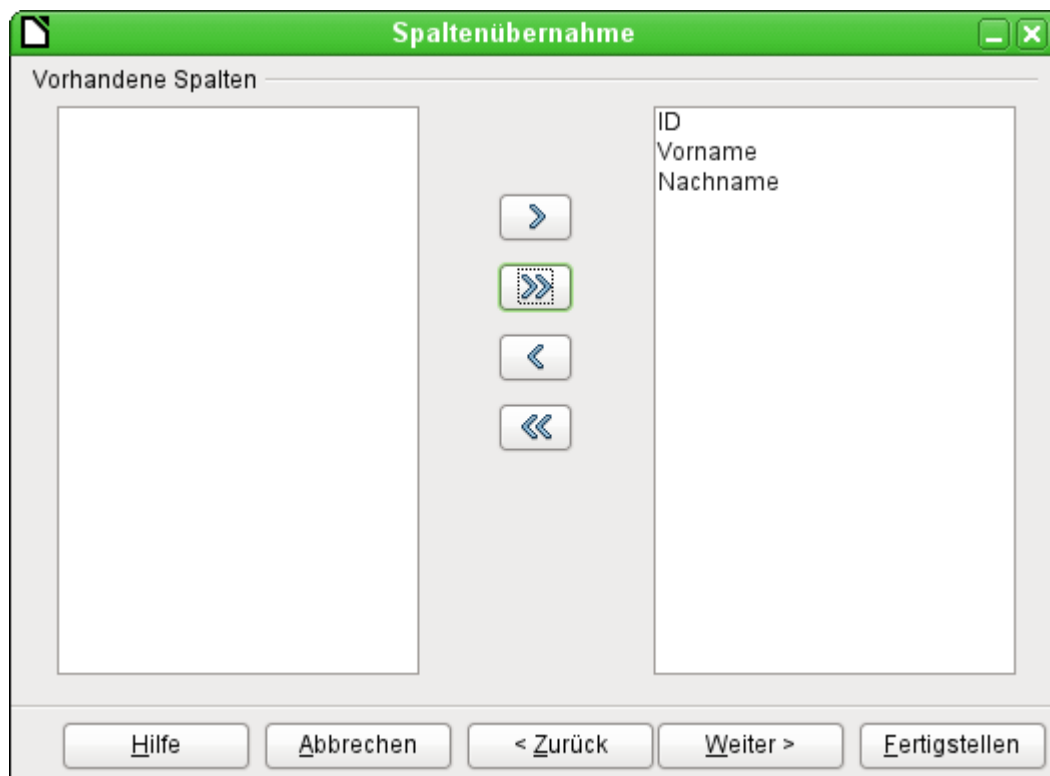 Spaltenübernahme
Vorhandene Spalten
ID
Vorname
Nachname
Hilfe
Abbrechen
< Zurück
Weiter >
Fertigstellen